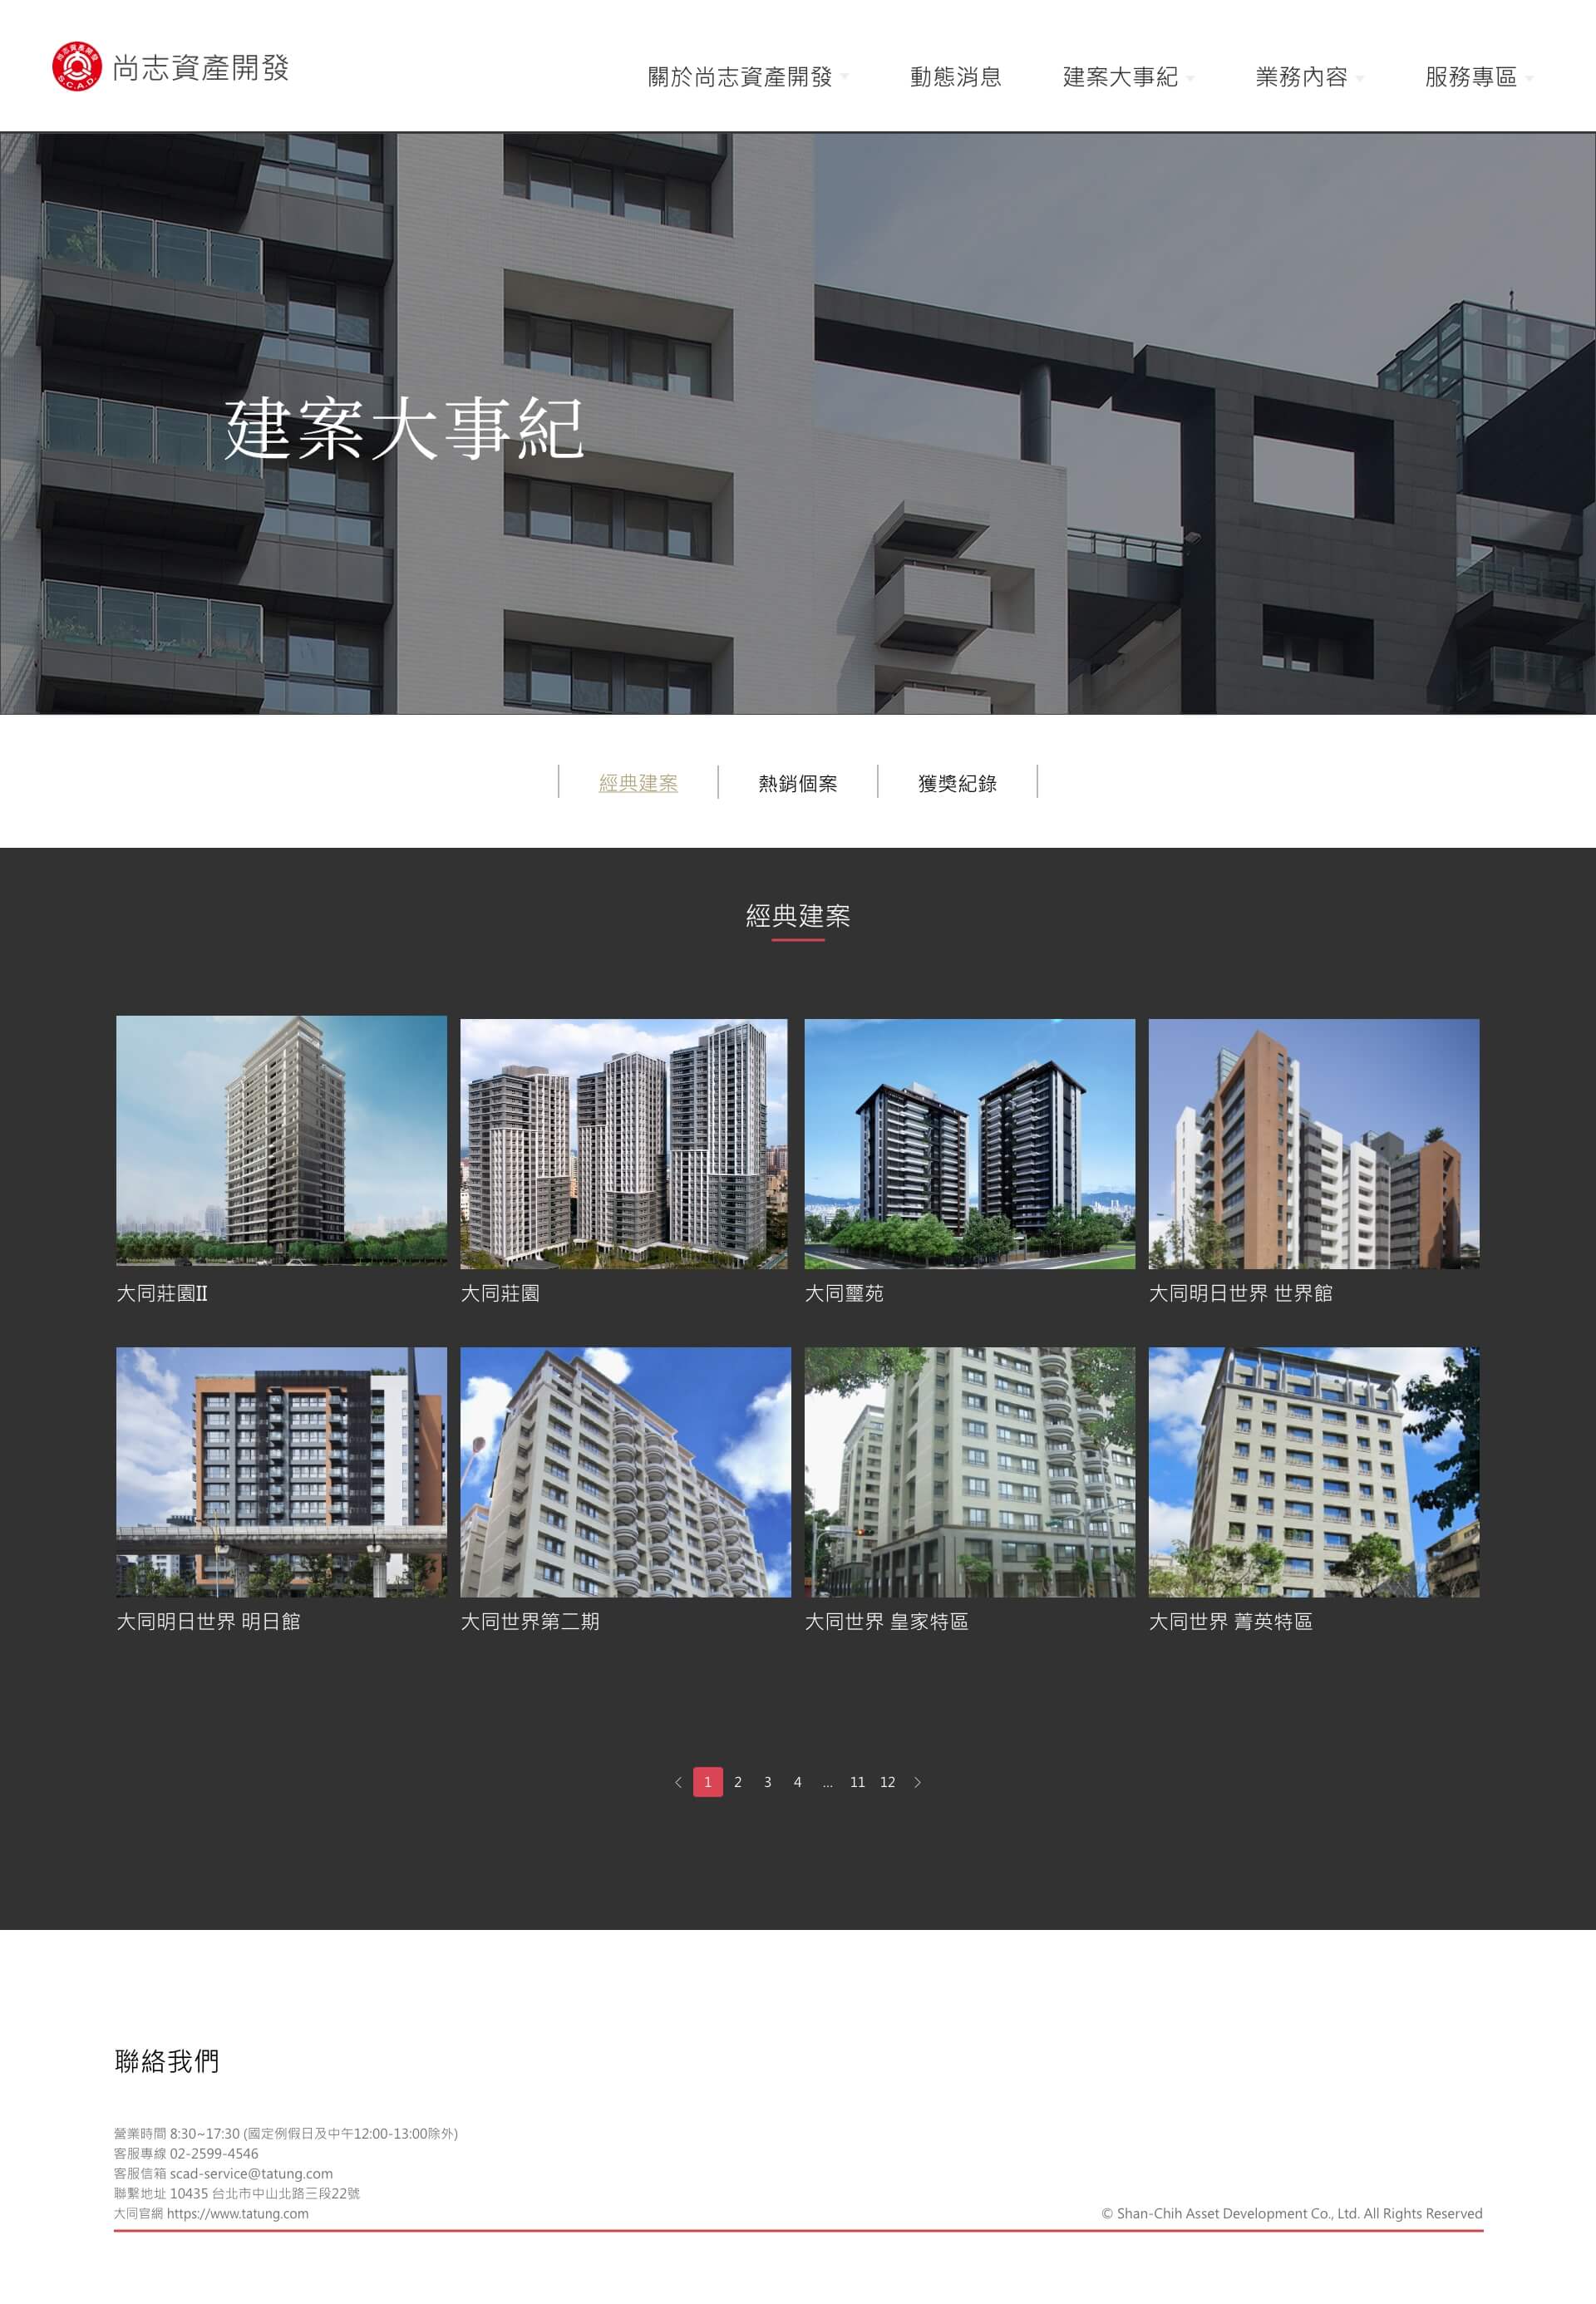 尚志資產開發
S.C.A.D.
尚志資產開發
關於尚志資產開發
動態消息
建案大事紀
業務內容
服務專區
建案大事紀
經典建案
熱銷個案
獲獎紀錄
經典建案
大同莊園II
大同莊園
大同璽苑
大同明日世界 世界館
大同明日世界 明日館
大同世界第二期
大同世界 皇家特區
大同世界 菁英特區
1 2 3 4 ... 11 12
聯絡我們
營業時間 8:30~17:30 (國定例假日及中午12:00-13:00除外)
客服專線 02-2599-4546
客服信箱 scad-service@tatung.com
聯繫地址 10435 台北市中山北路三段22號
大同官網 https://www.tatung.com
© Shan-Chih Asset Development Co., Ltd. All Rights Reserved